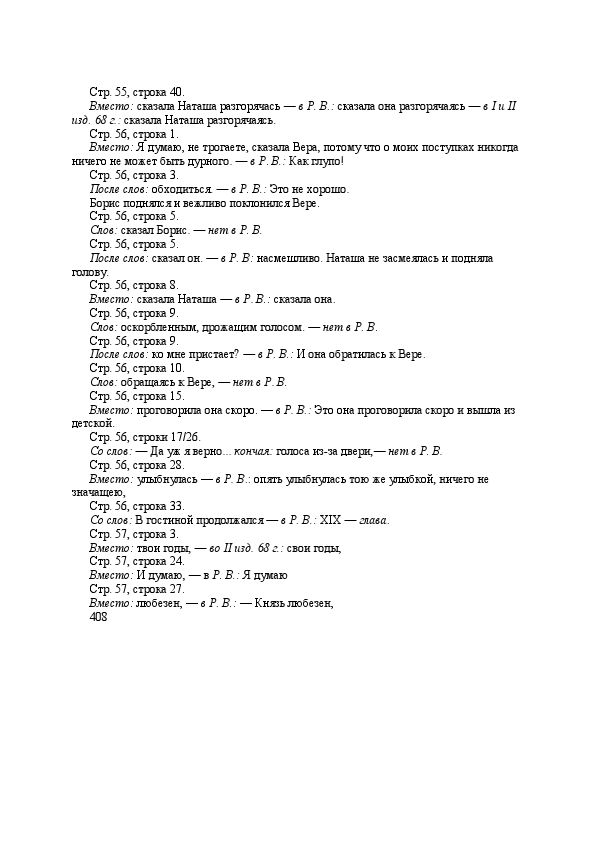 Стр. 55, строка 40.
Вместо: сказала Наташа разгорячась — в Р. В.: сказала она разгорячаясь — в I и II
изд. 68 г.: сказала Наташа разгорячаясь.
Стр. 56, строка 1.
Вместо: Я думаю, не трогаете, сказала Вера, потому что о моих поступках никогда
ничего не может быть дурного. — в Р. В.: Как глупо!
Стр. 56, строка 3.
После слов: обходиться. — в Р. В.: Это не хорошо.
Борис поднялся и вежливо поклонился Вере.
Стр. 56, строка 5.
Слов: сказал Борис. — нет в Р. В.
Стр. 56, строка 5.
После слов: сказал он. — в Р. В: насмешливо. Наташа не засмеялась и подняла
голову.
Стр. 56, строка 8.
Вместо: сказала Наташа — в Р. В.: сказала она.
Стр. 56, строка 9.
Слов: оскорбленным, дрожащим голосом. — нет в Р. В.
Стр. 56, строка 9.
После слов: ко мне пристает? — в Р. В.: И она обратилась к Вере.
Стр. 56, строка 10.
Слов: обращаясь к Вере, — нет в Р. В.
Стр. 56, строка 15.
Вместо: проговорила она скоро. — в Р. В.: Это она проговорила скоро и вышла из
детской.
Стр. 56, строки 17/26.
Со слов: — Да уж я верно... кончая: голоса из-за двери,— нет в Р. В.
Стр. 56, строка 28.
Вместо: улыбнулась — в Р. В.: опять улыбнулась тою же улыбкой, ничего не
значащею,
Стр. 56, строка 33.
Со слов: В гостиной продолжался — в Р. В.: XIX — глава.
Стр. 57, строка 3.
Вместо: твои годы, — во II изд. 68 г.: свои годы,
Стр. 57, строка 24.
Вместо: И думаю, — в Р. В.: Я думаю
Стр. 57, строка 27.
Вместо: любезен, — в Р. В.: — Князь любезен,
408